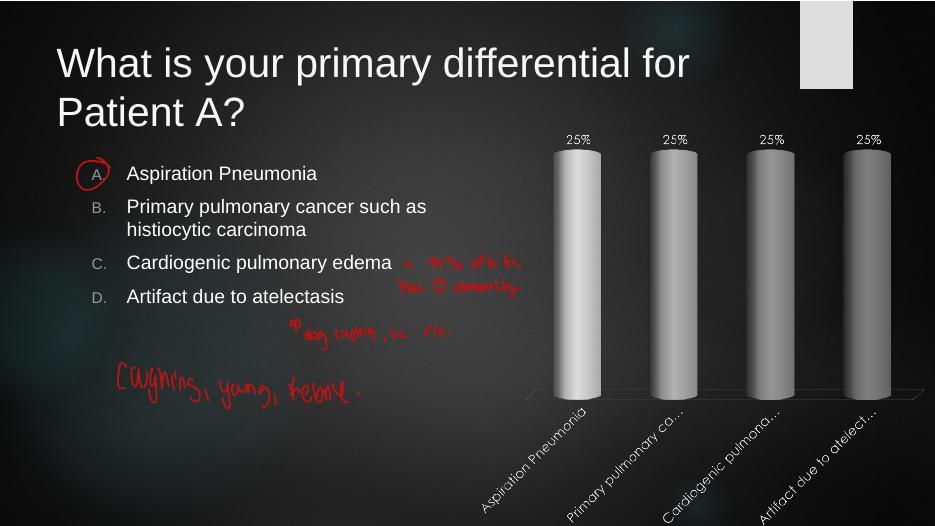 What is your primary differential for
Patient A?
A. Aspiration Pneumonia
B. Primary pulmonary cancer such as
histiocytic carcinoma
C. Cardiogenic pulmonary edema
D. Artifact due to atelectasis
dog
Coughing, young, febrile.
25% 25% 25% 25%
Aspiration Pneumonia
Primary pulmonary ca...
Cardiogenic pulmona...
Artifact due to atelect...